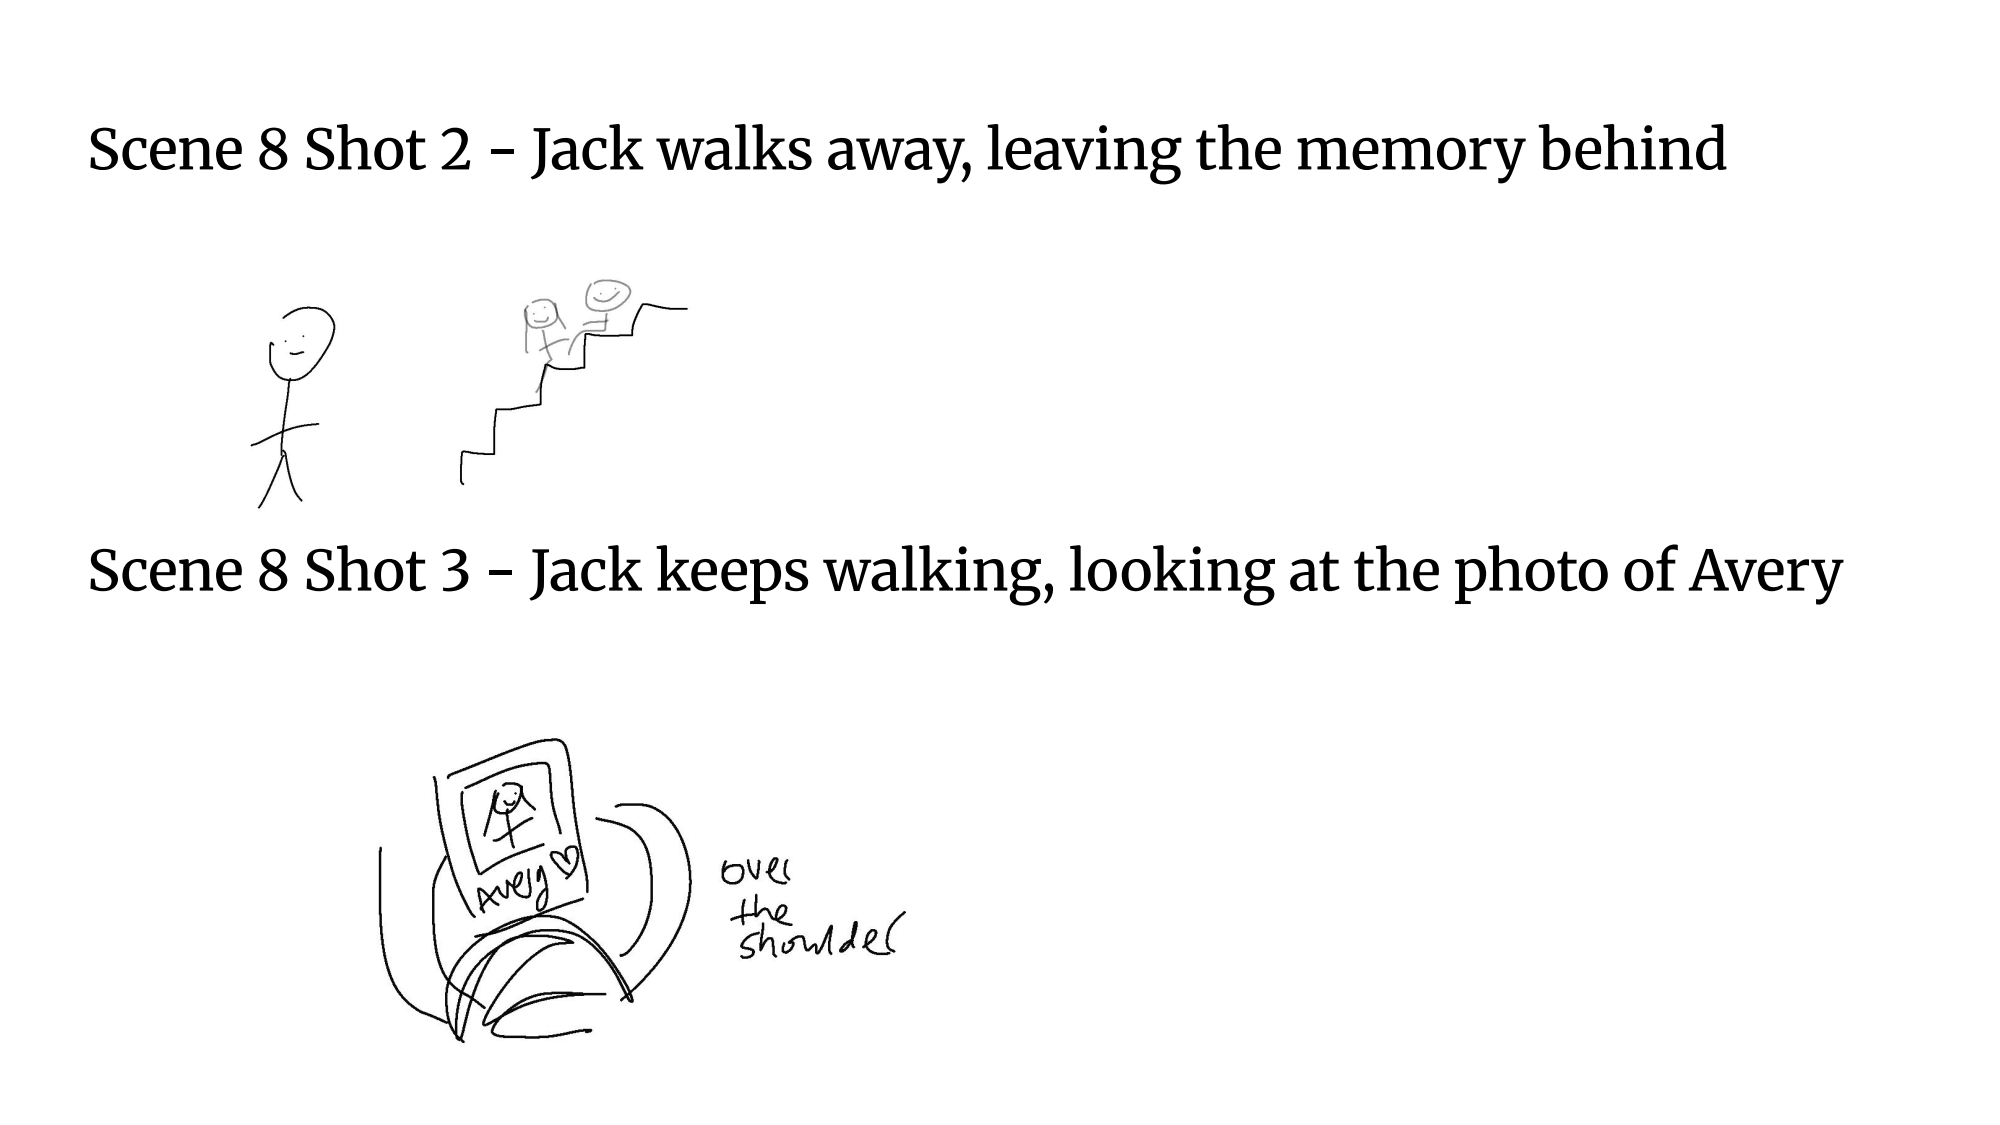 Scene 8 Shot 2 - Jack walks away, leaving the memory behind
Scene 8 Shot 3 - Jack keeps walking, looking at the photo of Avery
Avery
over
the
shoulder